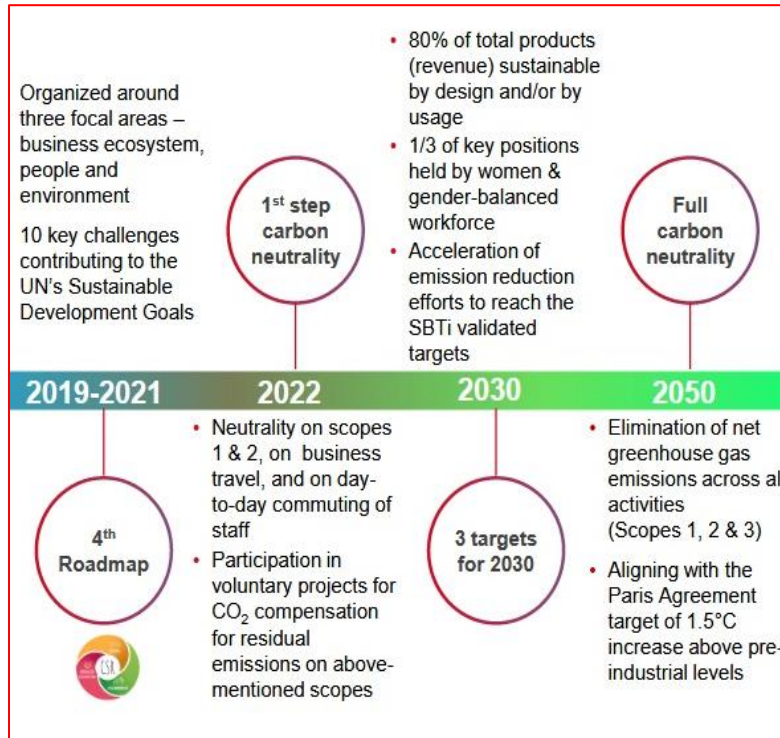 Organized around
three focal areas –
business ecosystem,
people and
environment
10 key challenges
contributing to the
UN's Sustainable
Development Goals
1st step
carbon
neutrality
• 80% of total products
(revenue) sustainable
by design and/or by
usage
• 1/3 of key positions
held by women &
gender-balanced
workforce
• Acceleration of
emission reduction
efforts to reach the
SBTi validated
targets
Full
carbon
neutrality
2019-2021
2022
2030
2050
4th
Roadmap
CSR
• Neutrality on scopes
1 & 2, on business
travel, and on day-
to-day commuting of
staff
• Participation in
voluntary projects for
CO2 compensation
for residual
emissions on above-
mentioned scopes
3 targets
for 2030
• Elimination of net
greenhouse gas
emissions across al
activities
(Scopes 1, 2 & 3)
• Aligning with the
Paris Agreement
target of 1.5°C
increase above pre-
industrial levels